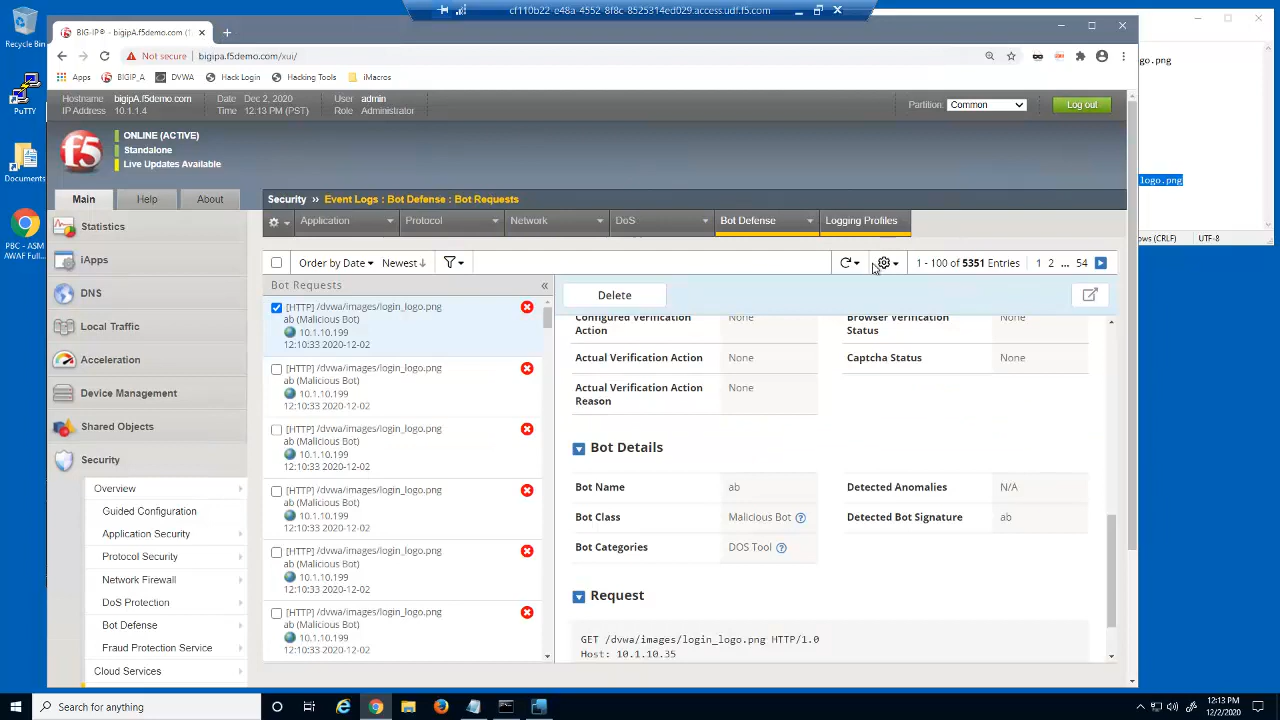 cf110b22-e48a-4552-8f8c-8525314ed029.access.udf.f5.com
Recycle Bin
PuTTY
Documents
PBC - ASM
AWAF Full...
BIG-IP® - bigipa.f5demo.com (1
Not secure
bigipa.f5demo.com/xui/
Apps
BIGIP_A
DVWA
Hack Login
Hacking Tools
iMacros
Hostname bigipA.f5demo.com
IP Address 10.1.1.4
Date Dec 2, 2020
Time 12:13 PM (PST)
User admin
Role Administrator
Partition: Common
Log out
f5
ONLINE (ACTIVE)
Standalone
Live Updates Available
Main
Help
About
Security » Event Logs : Bot Defense : Bot Requests
Application
Protocol
Network
DoS
Bot Defense
Logging Profiles
Statistics
iApps
DNS
Local Traffic
Acceleration
Device Management
Shared Objects
Security
Overview
Guided Configuration
Application Security
Protocol Security
Network Firewall
DoS Protection
Bot Defense
Fraud Protection Service
Cloud Services
Order by Date
Newest
1 - 100 of 5351 Entries
1 2 ... 54
Bot Requests
[HTTP] /dvwa/images/login_logo.png
ab (Malicious Bot)
10.1.10.199
12:10:33 2020-12-02
[HTTP] /dvwa/images/login_logo.png
ab (Malicious Bot)
10.1.10.199
12:10:33 2020-12-02
[HTTP] /dvwa/images/login_logo.png
ab (Malicious Bot)
10.1.10.199
12:10:33 2020-12-02
[HTTP] /dvwa/images/login_logo.png
ab (Malicious Bot)
10.1.10.199
12:10:33 2020-12-02
[HTTP] /dvwa/images/login_logo.png
ab (Malicious Bot)
10.1.10.199
12:10:33 2020-12-02
[HTTP] /dvwa/images/login_logo.png
ab (Malicious Bot)
10.1.10.199
12:10:33 2020-12-02
Delete
Configured Verification
Action
None
Browser Verification
Status
None
Actual Verification Action None
Captcha Status None
Actual Verification Action
Reason
None
Bot Details
Bot Name ab
Detected Anomalies N/A
Bot Class Malicious Bot
Detected Bot Signature ab
Bot Categories DOS Tool
Request
GET /dvwa/images/login_logo.png HTTP/1.0
Host: 10.1.10.35
go.png
logo.png
ows (CRLF)
UTF-8
Search for anything
12:13 PM
12/2/2020